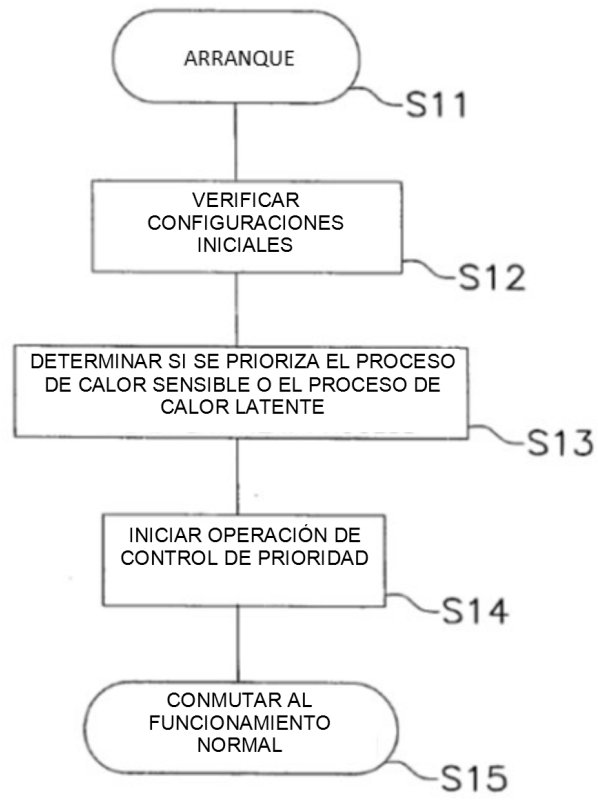 ARRANQUE
S11
VERIFICAR
CONFIGURACIONES
INICIALES
S12
DETERMINAR SI SE PRIORIZA EL PROCESO
DE CALOR SENSIBLE O EL PROCESO DE
CALOR LATENTE
S13
INICIAR OPERACIÓN DE
CONTROL DE PRIORIDAD
S14
CONMUTAR AL
FUNCIONAMIENTO
NORMAL
S15